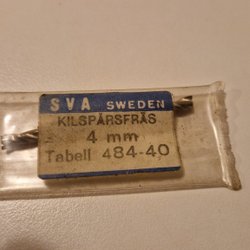 SVA SWEDEN
KILSPÅRSFRÄS
4 mm
Tabell 484-40